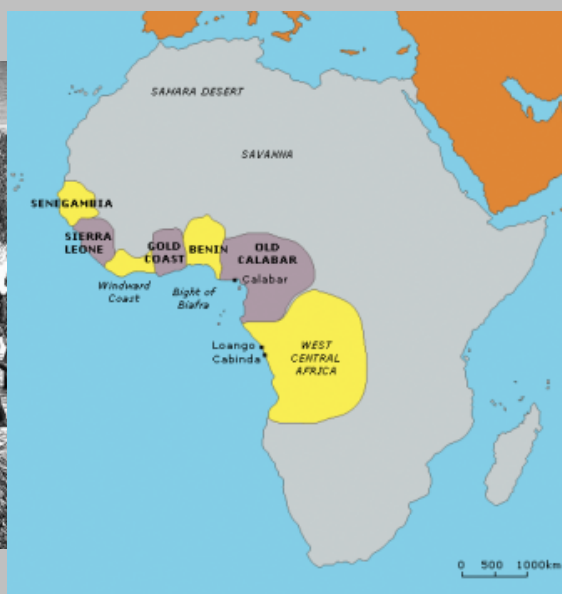 SAHARA DESERT
SAVANNA
SENEGAMBIA
SIERRA
LEONE
GOLD
COAST
BENIN
OLD
CALABAR
Calabar
Windward
Coast
Bight of
Biafra
Loango
Cabinda
WEST
CENTRAL
AFRICA
0 500 1000km